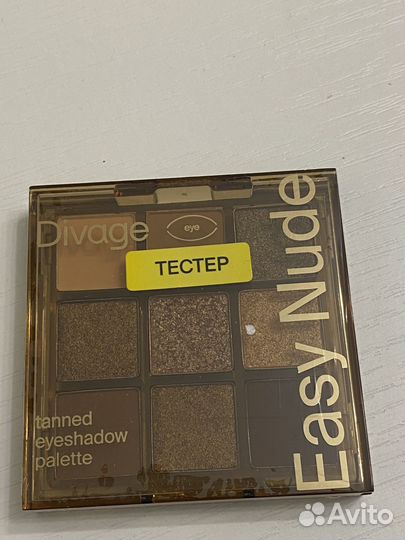 Divage
eye
ТЕСТЕР
Easy Nude
tanned
eyeshadow
palette
Avito